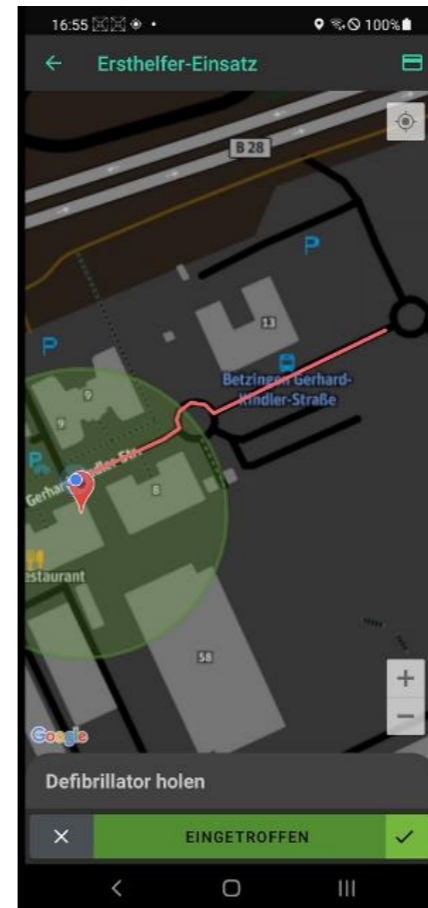 16:55 100%
Ersthelfer-Einsatz
B 28
P
13
P
Betzingen Gerhard-
Kindler-Straße
9
9
P
8
estaurant
58
+
−
Google
Defibrillator holen
EINGETROFFEN